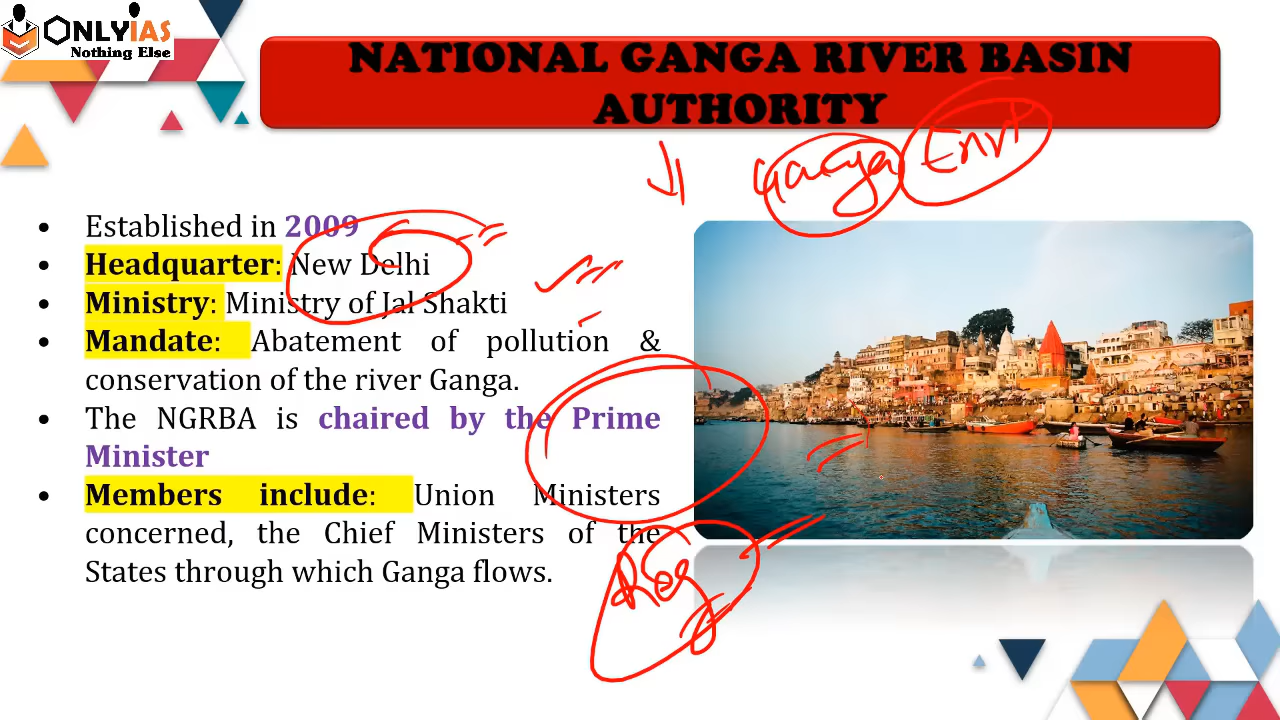 ONLYIAS
Nothing Else
NATIONAL GANGA RIVER BASIN
AUTHORITY
Ganga Envt
• Established in 2009
• Headquarter: New Delhi
• Ministry: Ministry of Jal Shakti
• Mandate: Abatement of pollution &
conservation of the river Ganga.
• The NGRBA is chaired by the Prime
Minister
• Members include: Union Ministers
concerned, the Chief Ministers of the
States through which Ganga flows.
Reg